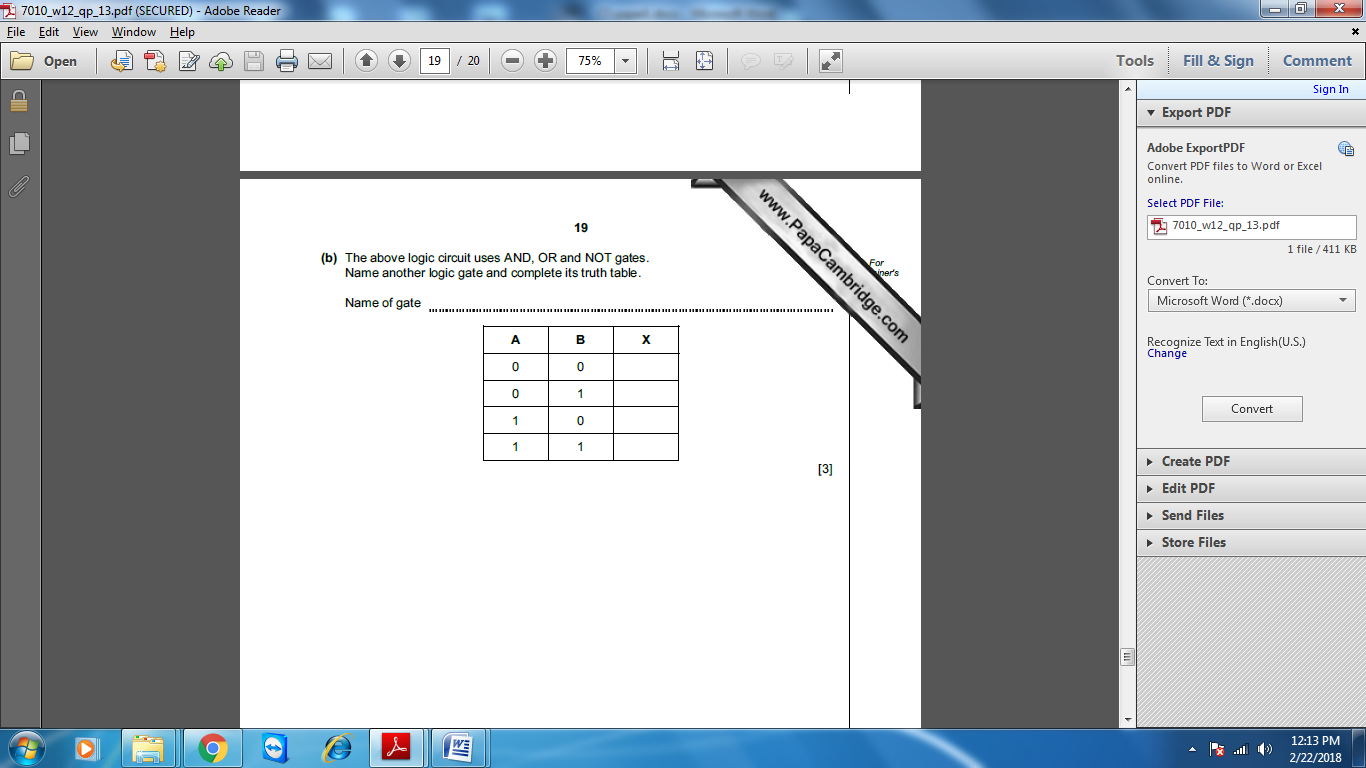 7010_w12_qp_13.pdf (SECURED) - Adobe Reader
File Edit View Window Help
Open 19 / 20 75% Tools Fill & Sign Comment
Sign In
Export PDF
Adobe ExportPDF
Convert PDF files to Word or Excel
online.
Select PDF File:
7010_w12_qp_13.pdf
1 file / 411 KB
Convert To:
Microsoft Word (*.docx)
Recognize Text in English(U.S.)
Change
Convert
Create PDF
Edit PDF
Send Files
Store Files
www.PapaCambridge.com
19
For
(b) The above logic circuit uses AND, OR and NOT gates.
Name another logic gate and complete its truth table.
Name of gate
A B X
0 0
0 1
1 0
1 1
[3]
12:13 PM
2/22/2018